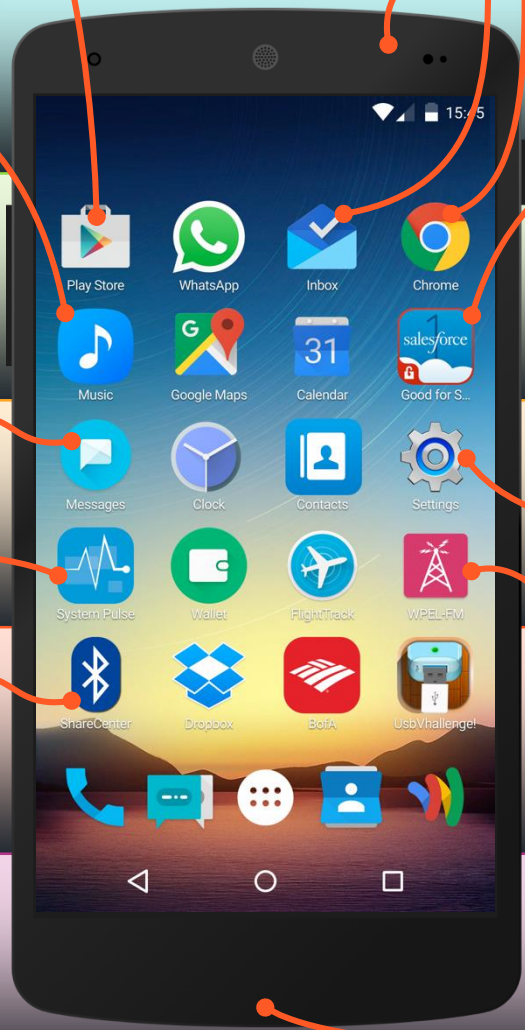 15:45
Play Store
WhatsApp
Inbox
Chrome
G
31
1
salesforce
Music
Google Maps
Calendar
Good for S...
Messages
Clock
Contacts
Settings
System Pulse
Wallet
FlightTrack
WPEL-FM
ShareCenter
Dropbox
BofA
UsbVhallenge!